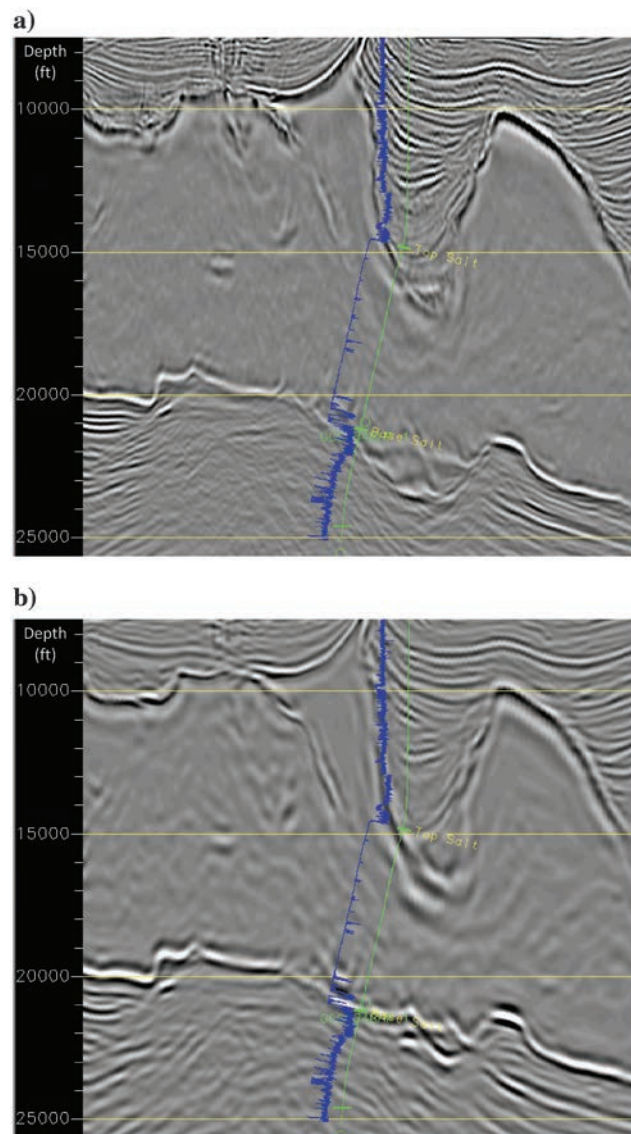 a)
Depth
(ft)
10000
15000
Top Salt
20000
Base Salt
25000
b)
Depth
(ft)
10000
15000
Top Salt
20000
25000